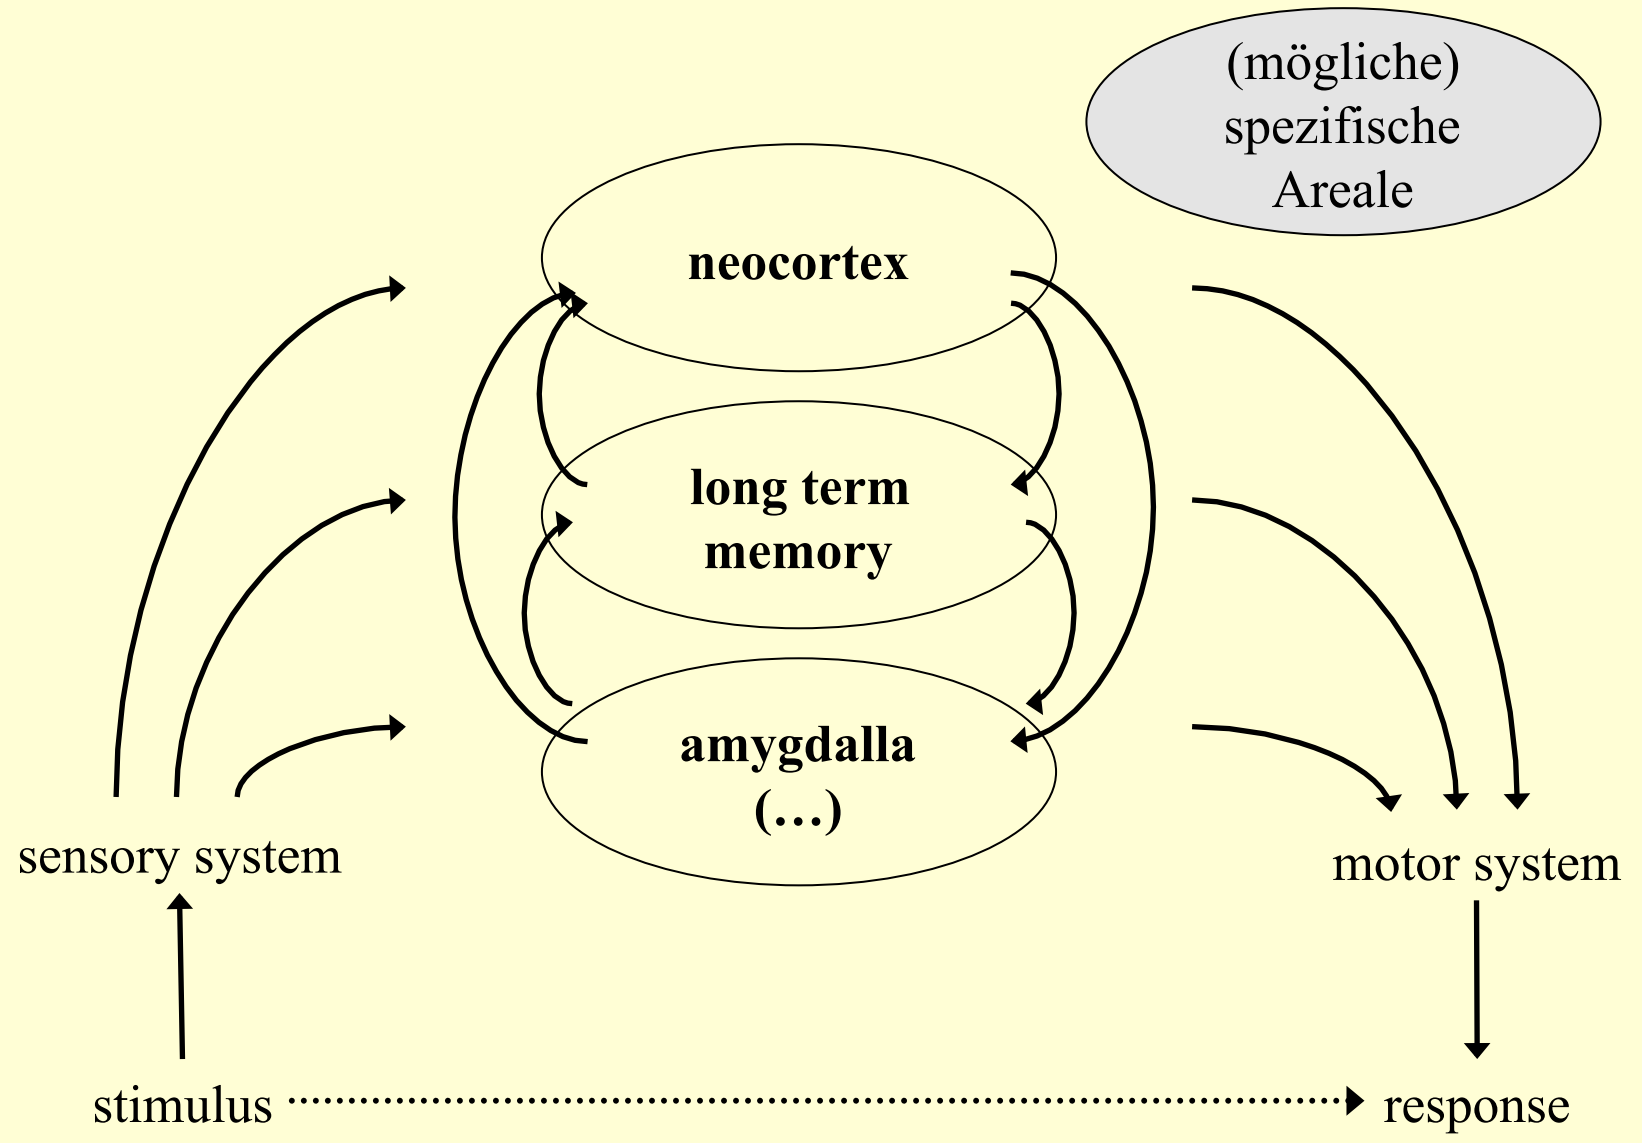 (mögliche)
spezifische
Areale
neocortex
long term
memory
amygdalla
(…)
sensory system
motor system
stimulus
response